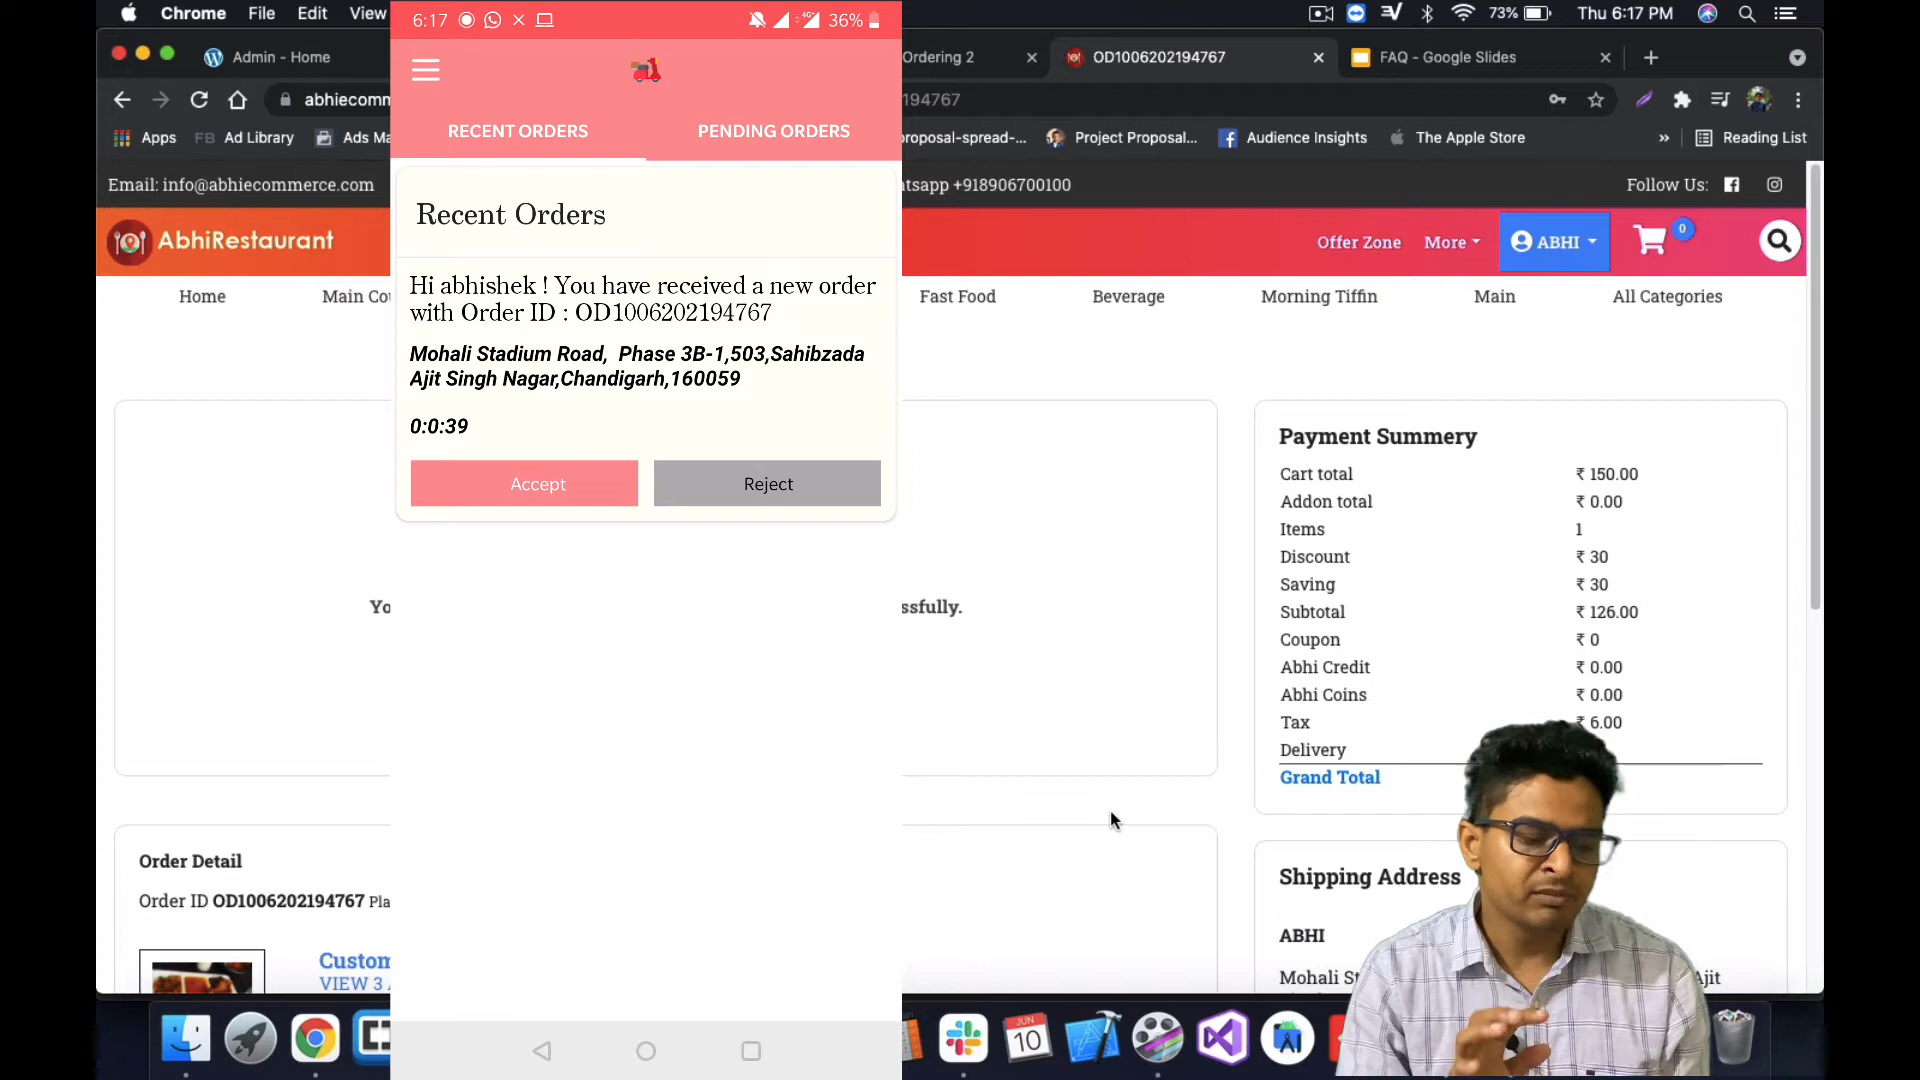 Chrome File Edit View
73% Thu 6:17 PM
6:17
36%
Admin - Home
Ordering 2
OD1006202194767
FAQ - Google Slides
abhiecomm
194767
Apps
FB Ad Library
Ads Ma
proposal-spread-...
Project Proposal...
Audience Insights
The Apple Store
»
Reading List
RECENT ORDERS
PENDING ORDERS
Email: info@abhiecommerce.com
atsapp +918906700100
Follow Us:
AbhiRestaurant
Offer Zone
More
ABHI
0
Home
Main Cou
Fast Food
Beverage
Morning Tiffin
Main
All Categories
Recent Orders
Hi abhishek ! You have received a new order
with Order ID : OD1006202194767
Mohali Stadium Road, Phase 3B-1,503,Sahibzada
Ajit Singh Nagar,Chandigarh,160059
0:0:39
Accept
Reject
Yo
ssfully.
Payment Summery
Cart total ₹ 150.00
Addon total ₹ 0.00
Items 1
Discount ₹ 30
Saving ₹ 30
Subtotal ₹ 126.00
Coupon ₹ 0
Abhi Credit ₹ 0.00
Abhi Coins ₹ 0.00
Tax ₹ 6.00
Delivery
Grand Total
Order Detail
Order ID OD1006202194767 Pla
Custom
VIEW 3 A
Shipping Address
ABHI
Mohali St
Ajit
JUN
10